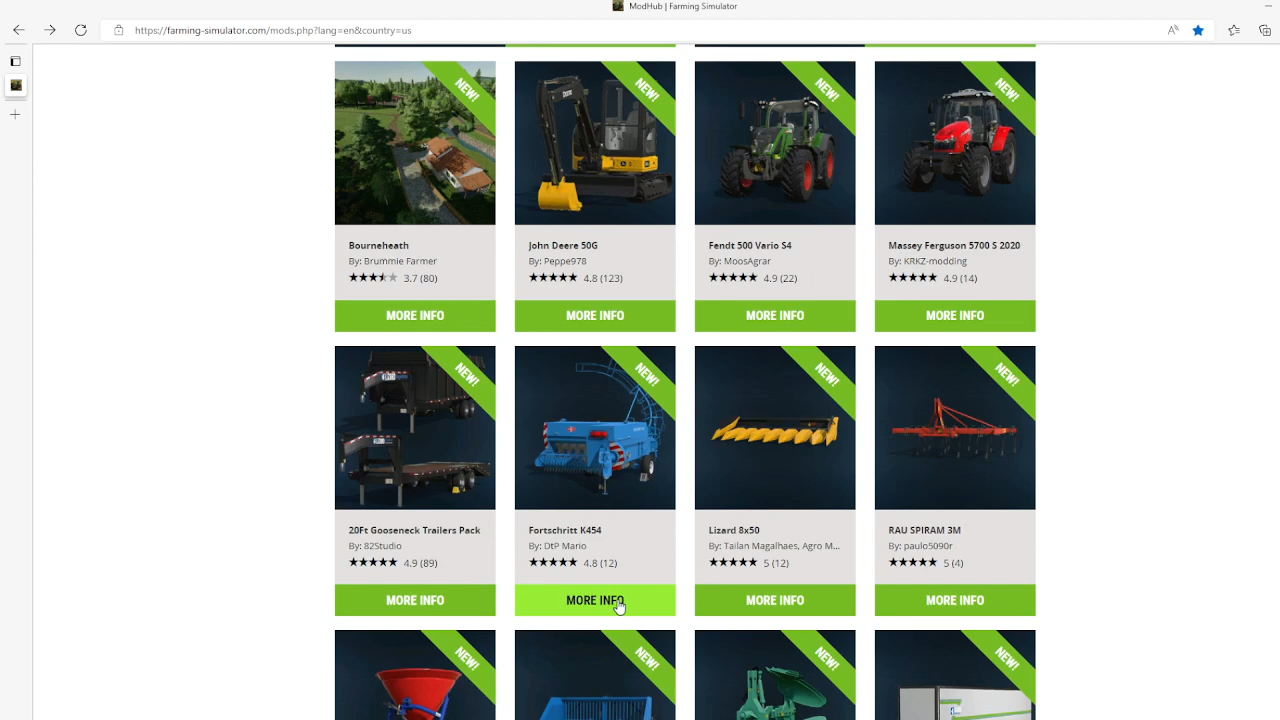 ModHub | Farming Simulator
https://farming-simulator.com/mods.php?lang=en&country=us
NEW!
NEW!
NEW!
NEW!
Bourneheath
By: Brummie Farmer
3.7 (80)
MORE INFO
John Deere 50G
By: Peppe978
4.8 (123)
MORE INFO
Fendt 500 Vario S4
By: MoosAgrar
4.9 (22)
MORE INFO
Massey Ferguson 5700 S 2020
By: KRKZ-modding
4.9 (14)
MORE INFO
NEW!
NEW!
NEW!
NEW!
20Ft Gooseneck Trailers Pack
By: 82Studio
4.9 (89)
MORE INFO
Fortschritt K454
By: DtP Mario
4.8 (12)
MORE INFO
Lizard 8x50
By: Tailan Magalhaes, Agro M...
5 (12)
MORE INFO
RAU SPIRAM 3M
By: paulo5090r
5 (4)
MORE INFO
NEW!
NEW!
NEW!
NEW!